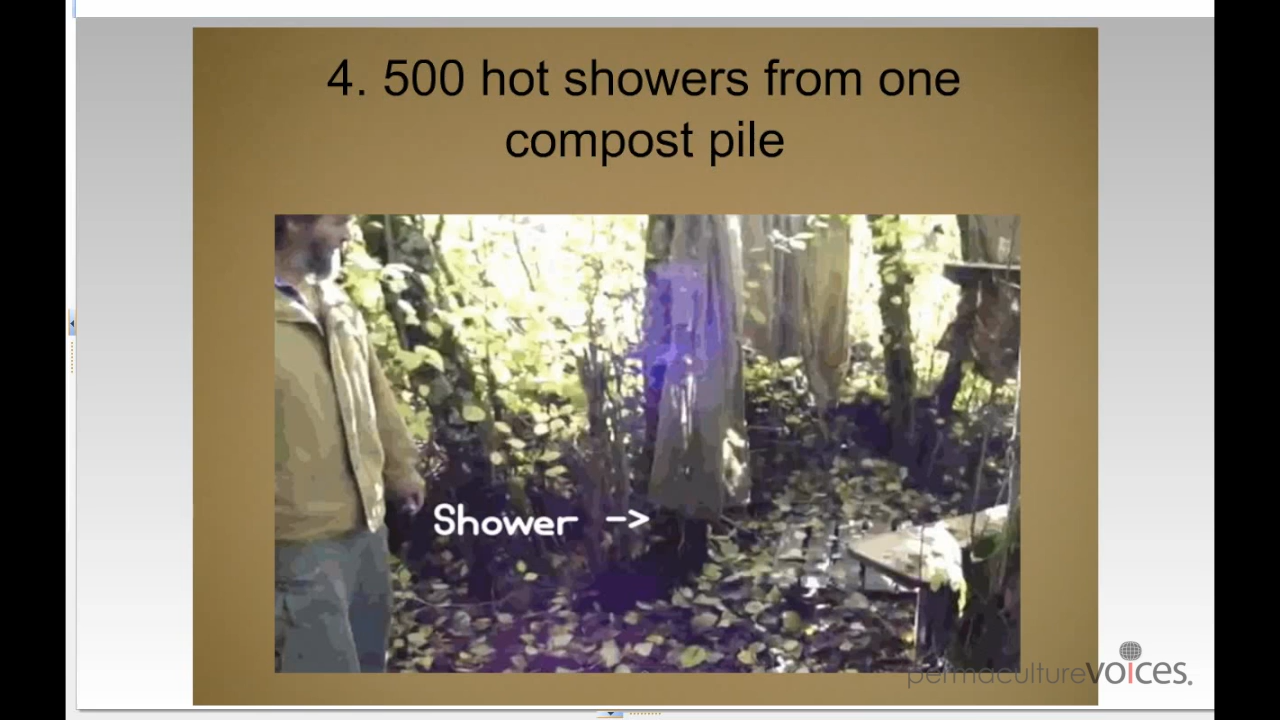 4. 500 hot showers from one
compost pile
Shower ->
permaculturevoices.